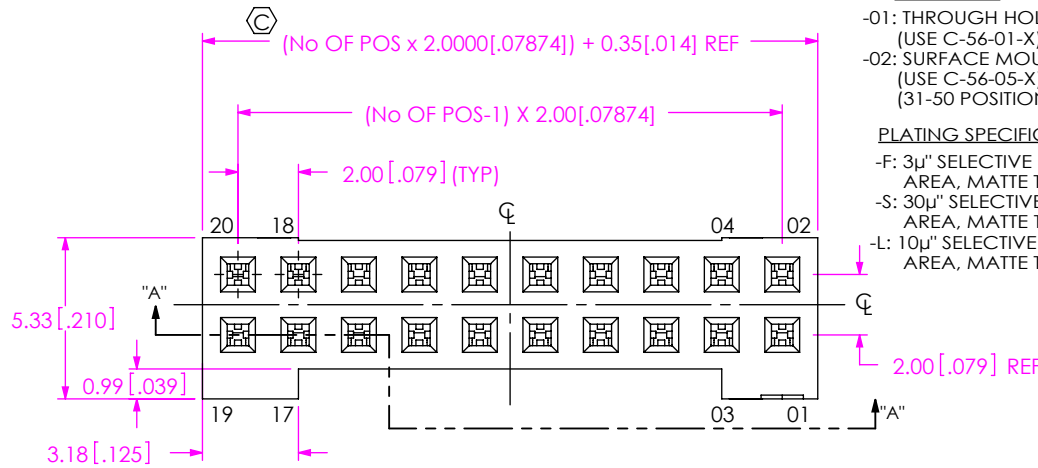 C
(No OF POS x 2.0000[.07874]) + 0.35[.014] REF
(No OF POS-1) X 2.00[.07874]
2.00[.079] (TYP)
℄
20 18 04 02
"A"
5.33[.210]
℄
0.99[.039]
2.00[.079] REF
19 17 03 01
"A"
3.18[.125]
-01: THROUGH HOL
(USE C-56-01-X)
-02: SURFACE MOU
(USE C-56-05-X)
(31-50 POSITION
PLATING SPECIFIC
-F: 3µ" SELECTIVE
AREA, MATTE T
-S: 30µ" SELECTIVE
AREA, MATTE T
-L: 10µ" SELECTIVE
AREA, MATTE T